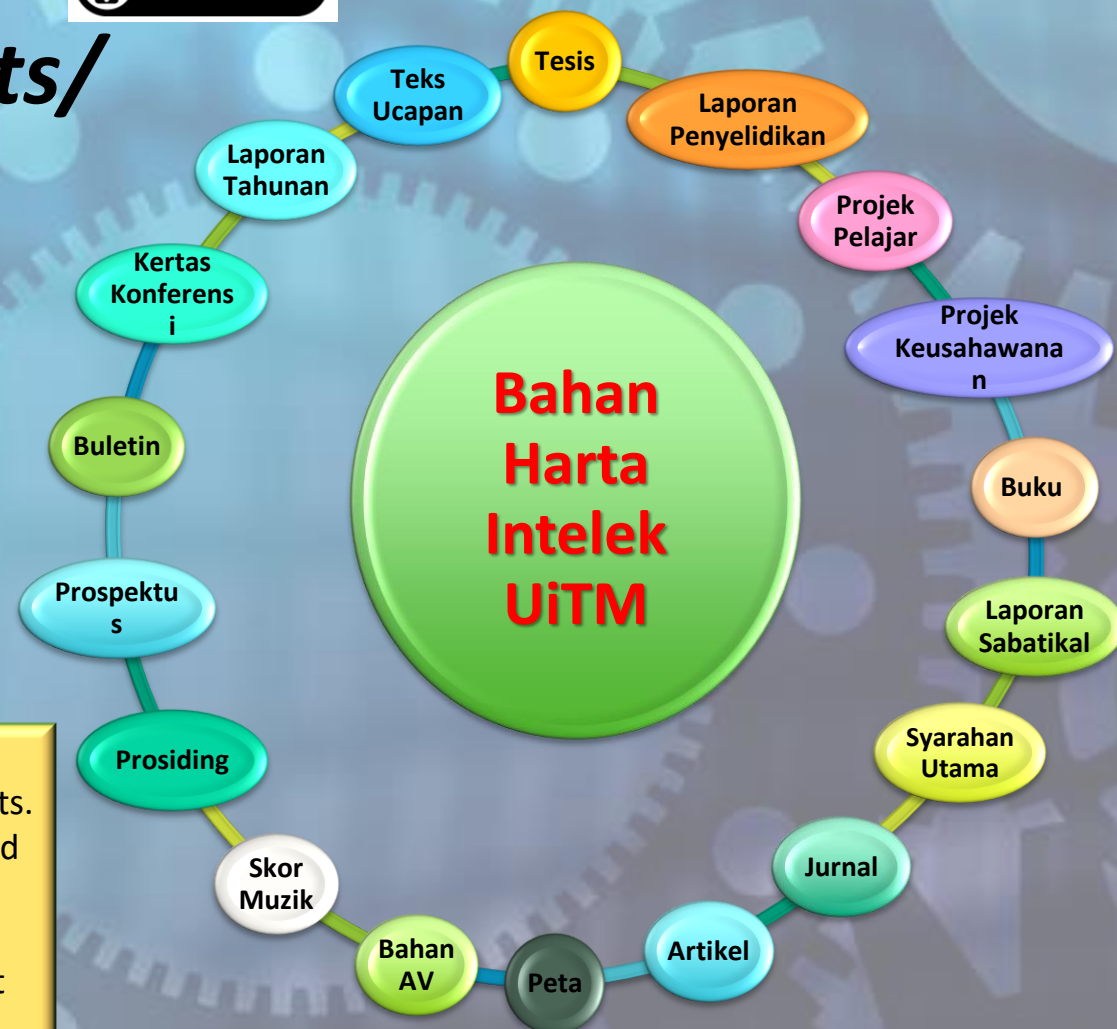 ts/
Tesis
Laporan
Penyelidikan
Projek
Pelajar
Projek
Keusahawana
n
Buku
Laporan
Sabatikal
Syarahan
Utama
Jurnal
Artikel
Peta
Bahan
AV
Skor
Muzik
Prosiding
Prospektu
s
Buletin
Kertas
Konferens
i
Laporan
Tahunan
Teks
Ucapan
Bahan
Harta
Intelek
UiTM
ts.
d
t